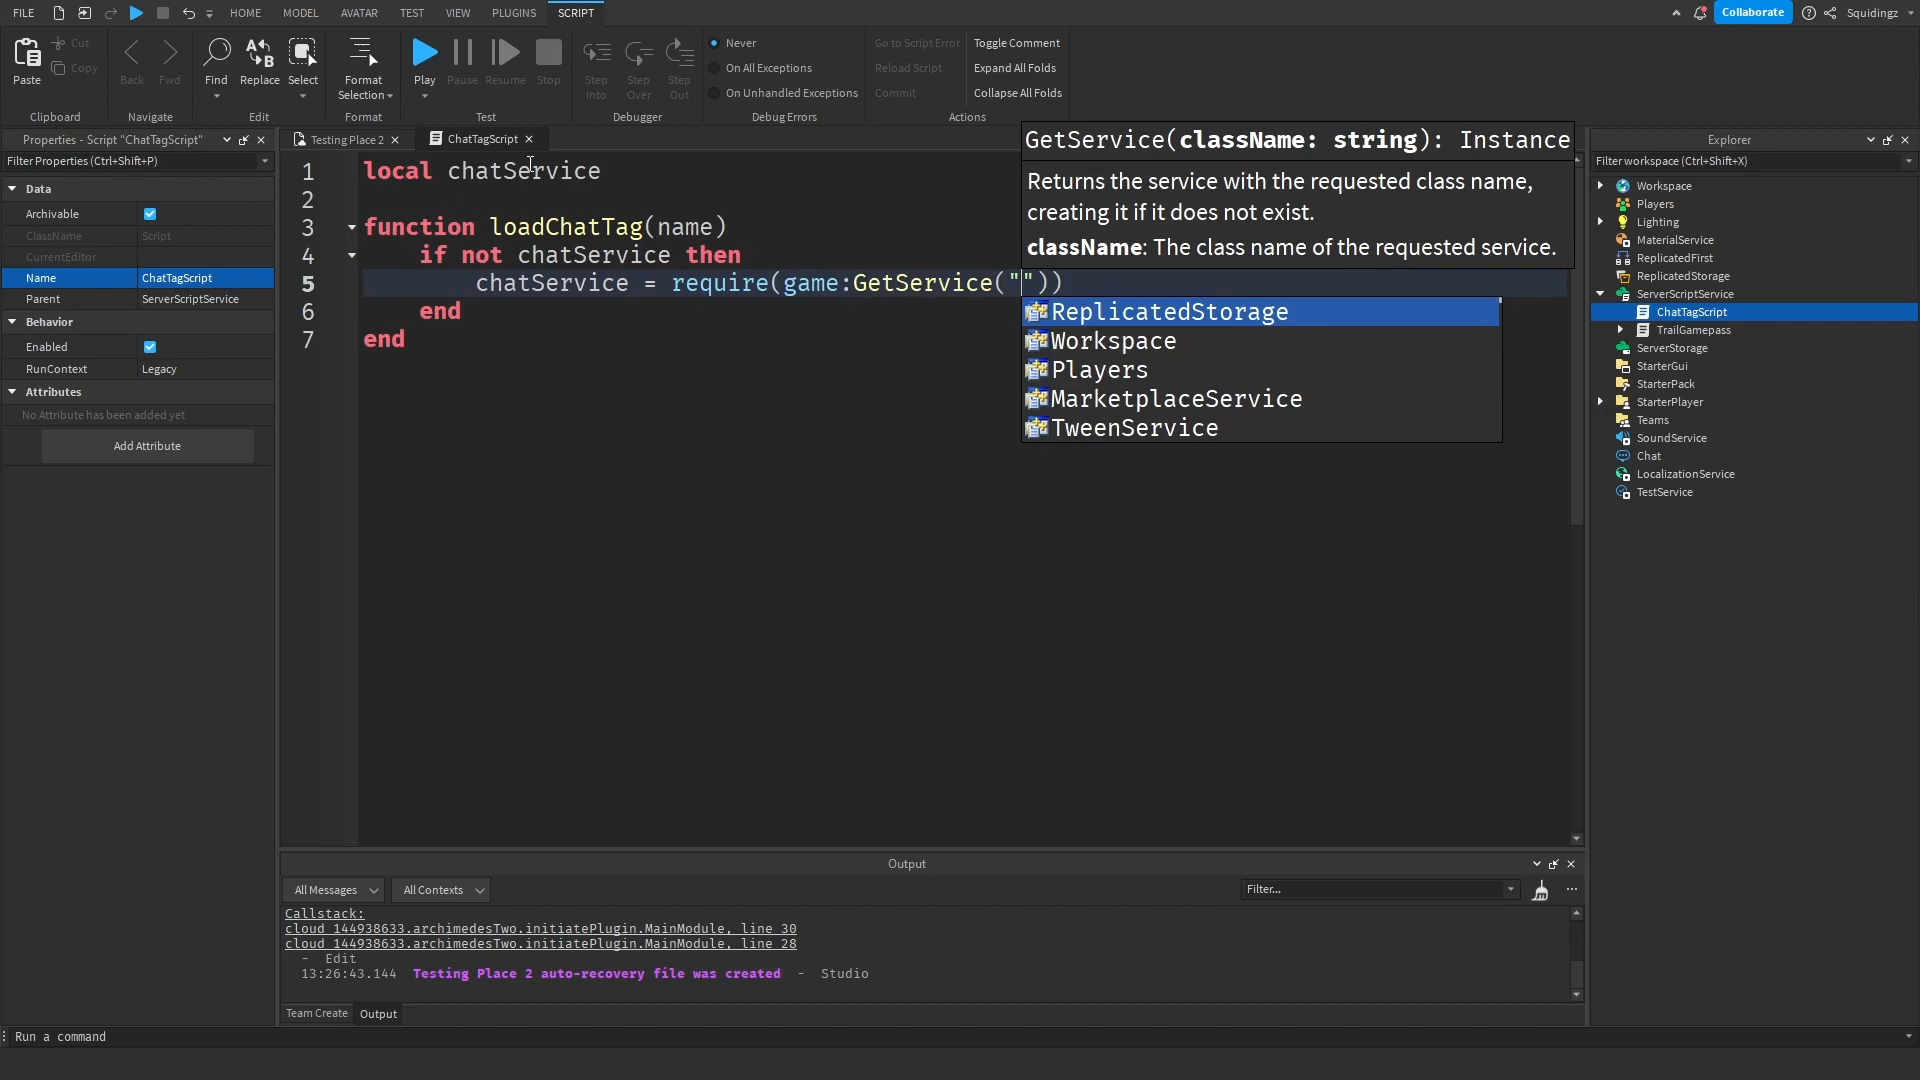 FILE HOME MODEL AVATAR TEST VIEW PLUGINS SCRIPT Collaborate Squidingz
Paste Cut Copy Back Fwd Find Replace Select Format Selection Play Pause Resume Stop Step Into Step Over Step Out
Never
On All Exceptions
On Unhandled Exceptions
Go to Script Error
Reload Script
Commit
Toggle Comment
Expand All Folds
Collapse All Folds
Clipboard Navigate Edit Format Test Debugger Debug Errors Actions
Properties - Script "ChatTagScript"
Filter Properties (Ctrl+Shift+P)
Data
Archivable
ClassName Script
CurrentEditor
Name ChatTagScript
Parent ServerScriptService
Behavior
Enabled
RunContext Legacy
Attributes
No Attribute has been added yet
Add Attribute
Testing Place 2 ChatTagScript
1 local chatService
2
3 function loadChatTag(name)
4 if not chatService then
5 chatService = require(game:GetService(""))
6 end
7 end
GetService(className: string): Instance
Returns the service with the requested class name,
creating it if it does not exist.
className: The class name of the requested service.
ReplicatedStorage
Workspace
Players
MarketplaceService
TweenService
Output
All Messages All Contexts Filter...
Callstack:
cloud_144938633.archimedesTwo.initiatePlugin.MainModule, line 30
cloud_144938633.archimedesTwo.initiatePlugin.MainModule, line 28
- Edit
13:26:43.144 Testing Place 2 auto-recovery file was created - Studio
Team Create Output
Explorer
Filter workspace (Ctrl+Shift+X)
Workspace
Players
Lighting
MaterialService
ReplicatedFirst
ReplicatedStorage
ServerScriptService
ChatTagScript
TrailGamepass
ServerStorage
StarterGui
StarterPack
StarterPlayer
Teams
SoundService
Chat
LocalizationService
TestService
Run a command